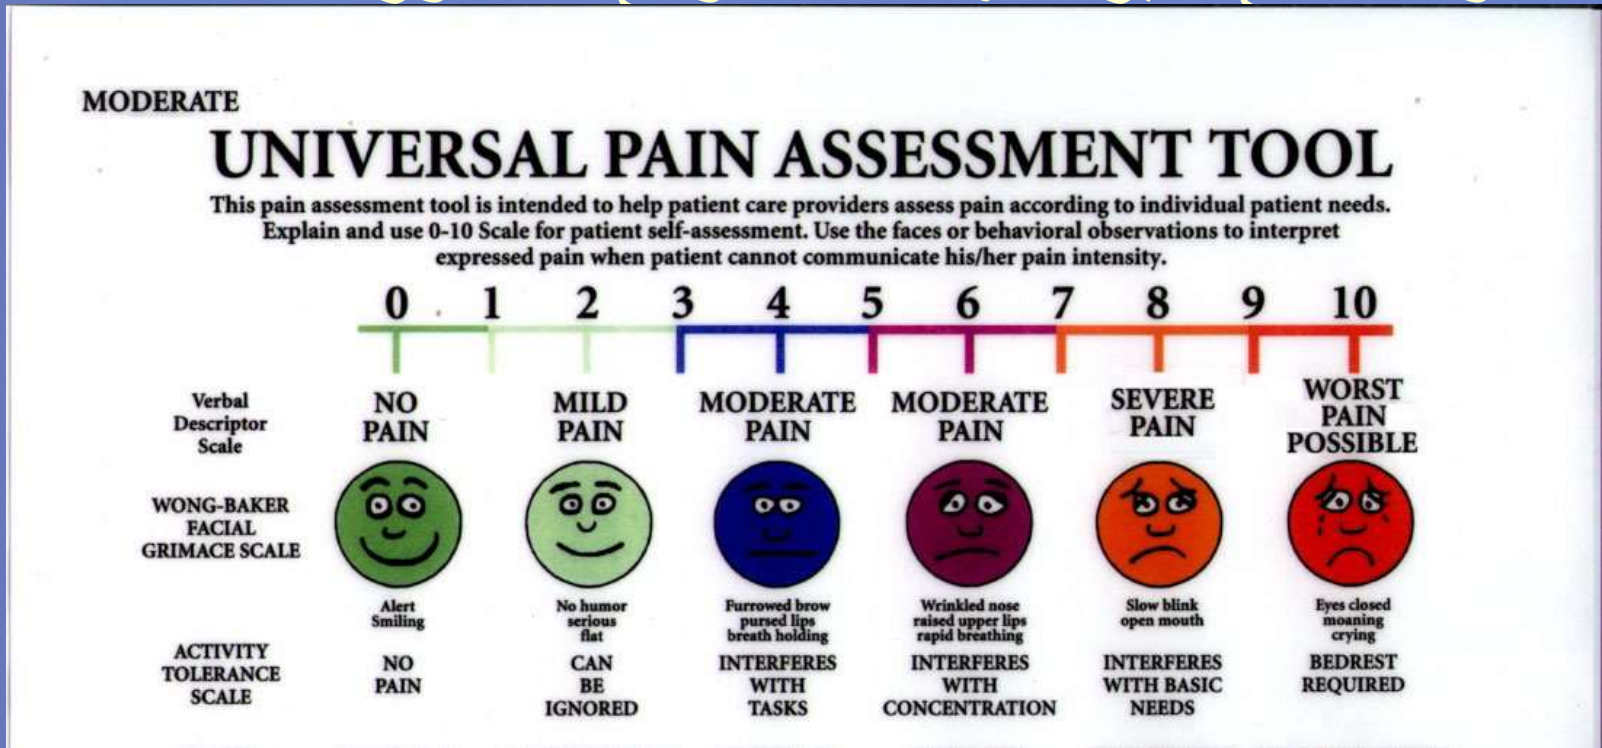 MODERATE
UNIVERSAL PAIN ASSESSMENT TOOL
This pain assessment tool is intended to help patient care providers assess pain according to individual patient needs.
Explain and use 0-10 Scale for patient self-assessment. Use the faces or behavioral observations to interpret
expressed pain when patient cannot communicate his/her pain intensity.
0 1 2 3 4 5 6 7 8 9 10
Verbal
Descriptor
Scale
NO
PAIN
MILD
PAIN
MODERATE
PAIN
MODERATE
PAIN
SEVERE
PAIN
WORST
PAIN
POSSIBLE
WONG-BAKER
FACIAL
GRIMACE SCALE
Alert
Smiling
No humor
serious
flat
Furrowed brow
pursed lips
breath holding
Wrinkled nose
raised upper lips
rapid breathing
Slow blink
open mouth
Eyes closed
moaning
crying
ACTIVITY
TOLERANCE
SCALE
NO
PAIN
CAN
BE
IGNORED
INTERFERES
WITH
TASKS
INTERFERES
WITH
CONCENTRATION
INTERFERES
WITH BASIC
NEEDS
BEDREST
REQUIRED